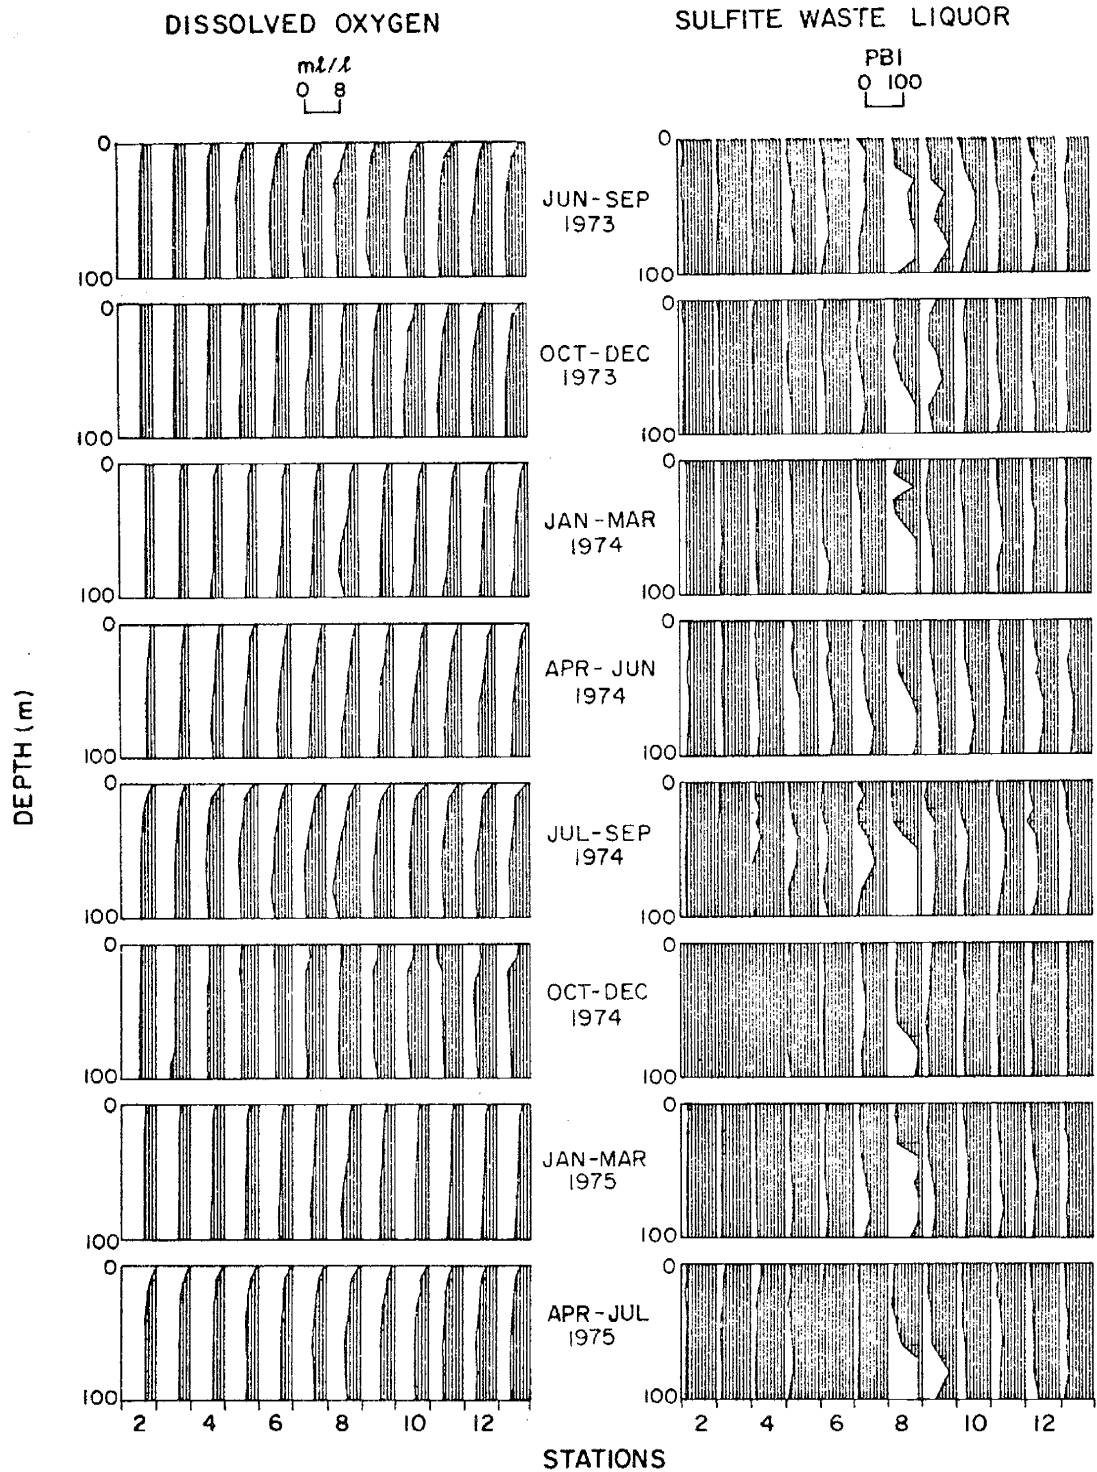 DISSOLVED OXYGEN
SULFITE WASTE LIQUOR
ml/l
0 8
PBI
0 100
0
100
JUN-SEP
1973
0
100
0
100
OCT-DEC
1973
0
100
0
100
JAN-MAR
1974
0
100
0
100
APR-JUN
1974
0
100
0
100
JUL-SEP
1974
0
100
0
100
OCT-DEC
1974
0
100
0
100
JAN-MAR
1975
0
100
0
100
APR-JUL
1975
0
100
DEPTH (m)
2 4 6 8 10 12
2 4 6 8 10 12
STATIONS